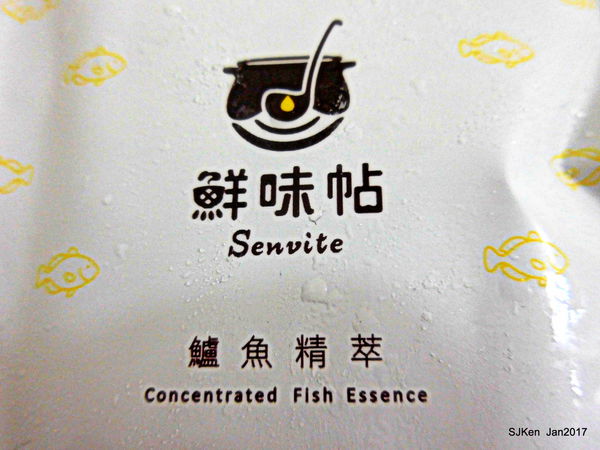 鮮味帖
Senvite
鱸魚精萃
Concentrated Fish Essence
SJKen Jan2017